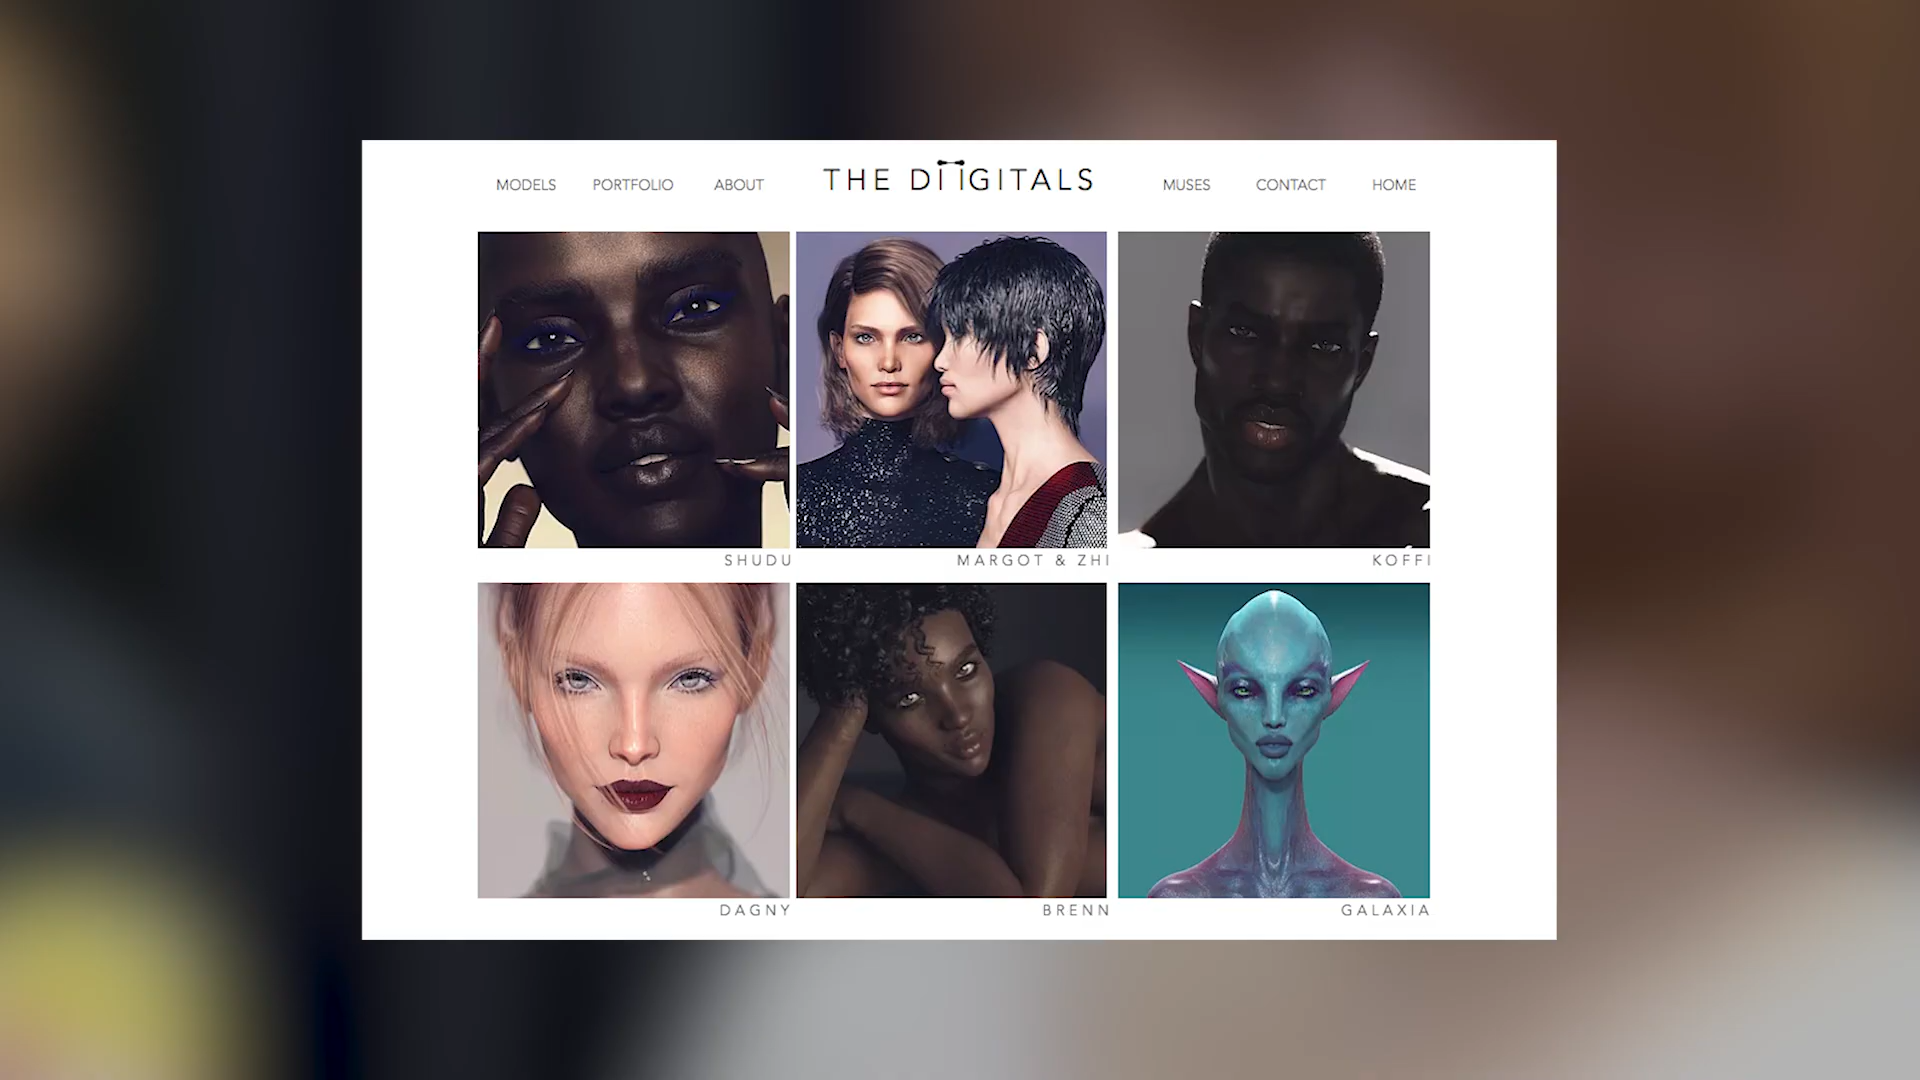 MODELS PORTFOLIO ABOUT THE DIIGITALS MUSES CONTACT HOME
SHUDU MARGOT & ZHI KOFFI
DAGNY BRENN GALAXIA